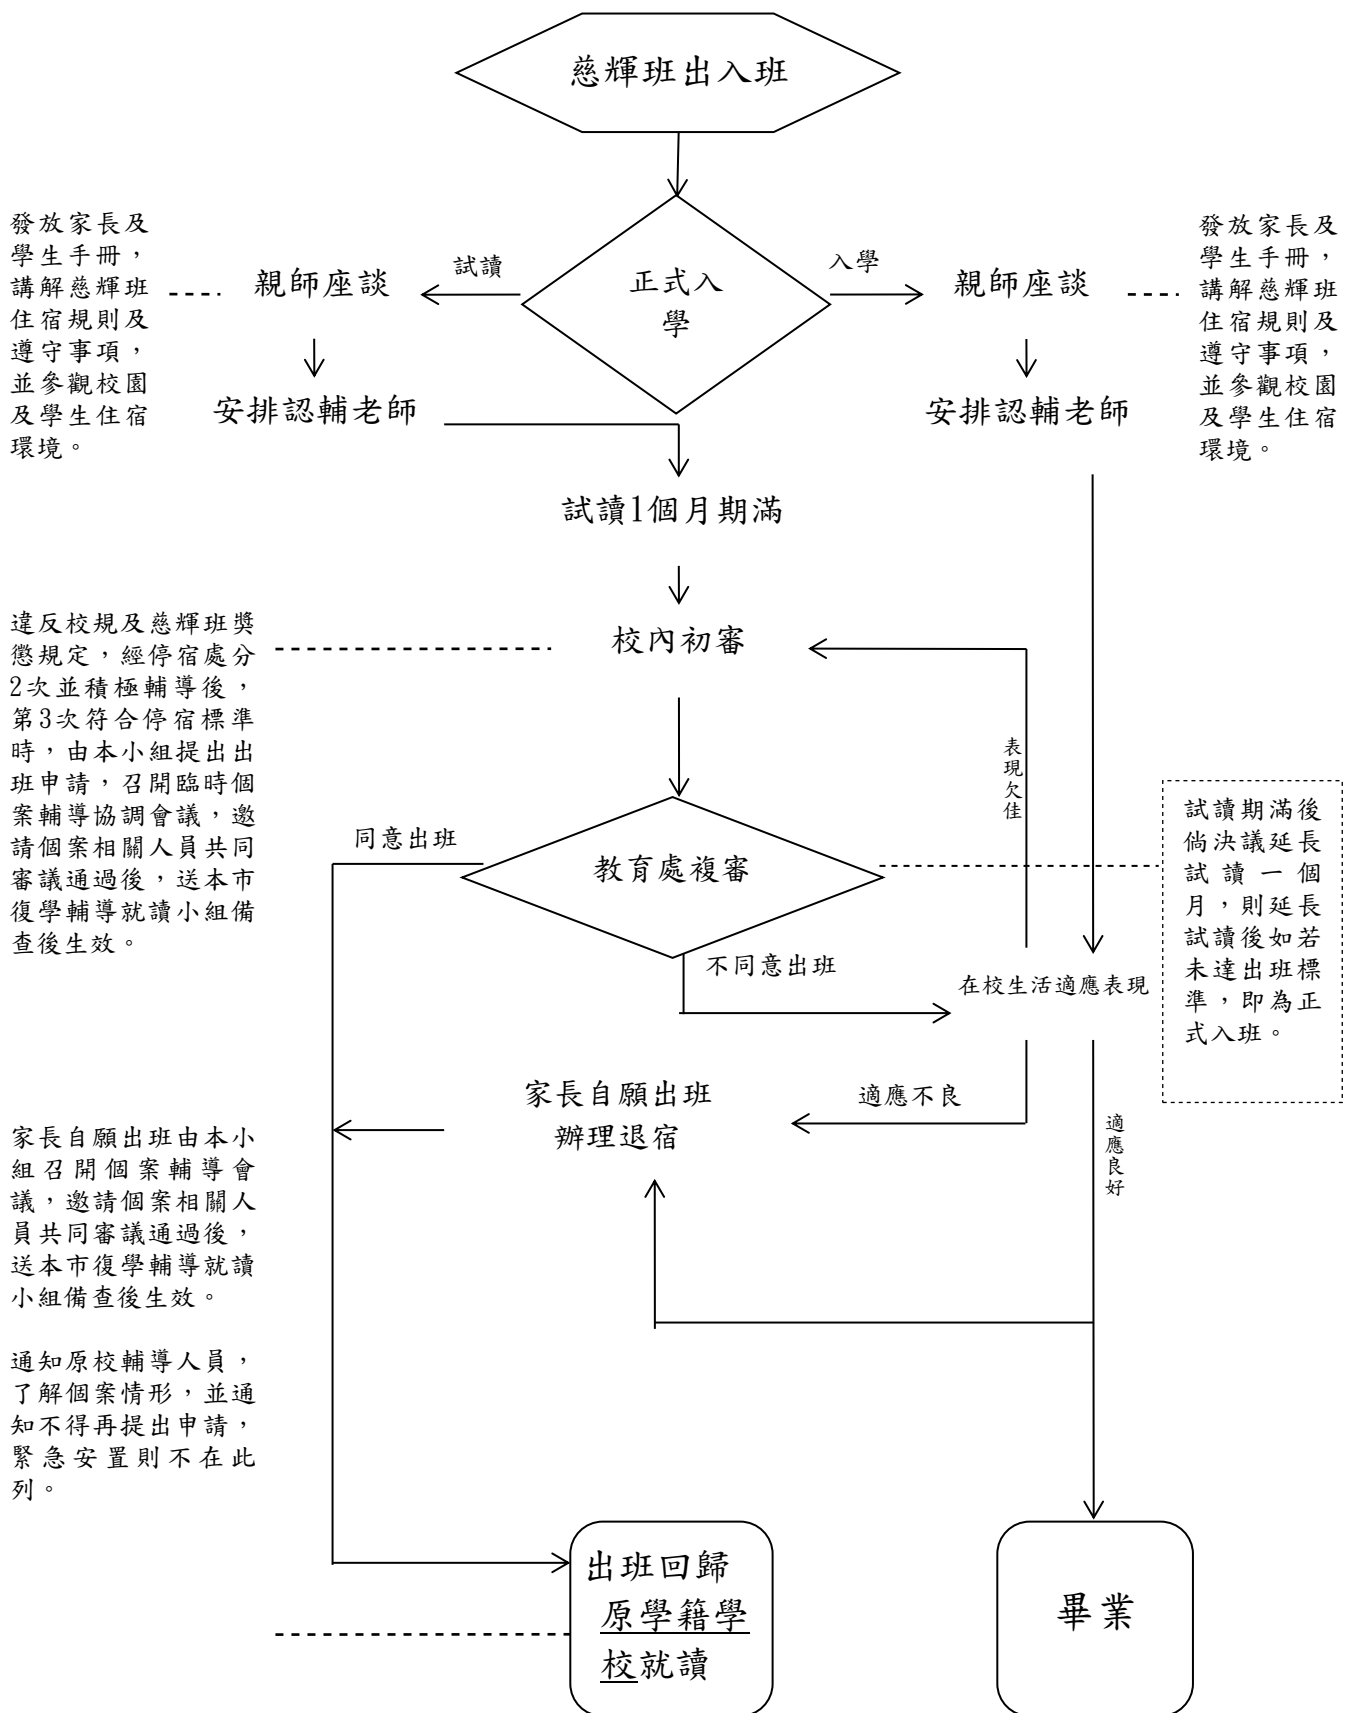 慈輝班出入班
發放家長及
學生手冊，
講解慈輝班
住宿規則及
遵守事項，
並參觀校園
及學生住宿
環境。
親師座談
試讀
正式入
學
入學
親師座談
發放家長及
學生手冊，
講解慈輝班
住宿規則及
遵守事項，
並參觀校園
及學生住宿
環境。
安排認輔老師
安排認輔老師
試讀1個月期滿
違反校規及慈輝班獎
懲規定，經停宿處分
2次並積極輔導後，
第3次符合停宿標準
時，由本小組提出出
班申請，召開臨時個
案輔導協調會議，邀
請個案相關人員共同
審議通過後，送本市
復學輔導就讀小組備
查後生效。
校內初審
表現欠佳
同意出班
教育處複審
試讀期滿後
倘決議延長
試讀一個
月，則延長
試讀後如若
未達出班標
準，即為正
式入班。
不同意出班
在校生活適應表現
家長自願出班
辦理退宿
適應不良
適應良好
家長自願出班由本小
組召開個案輔導會
議，邀請個案相關人
員共同審議通過後，
送本市復學輔導就讀
小組備查後生效。
通知原校輔導人員，
了解個案情形，並通
知不得再提出申請，
緊急安置則不在此
列。
出班回歸
原學籍學
校就讀
畢業